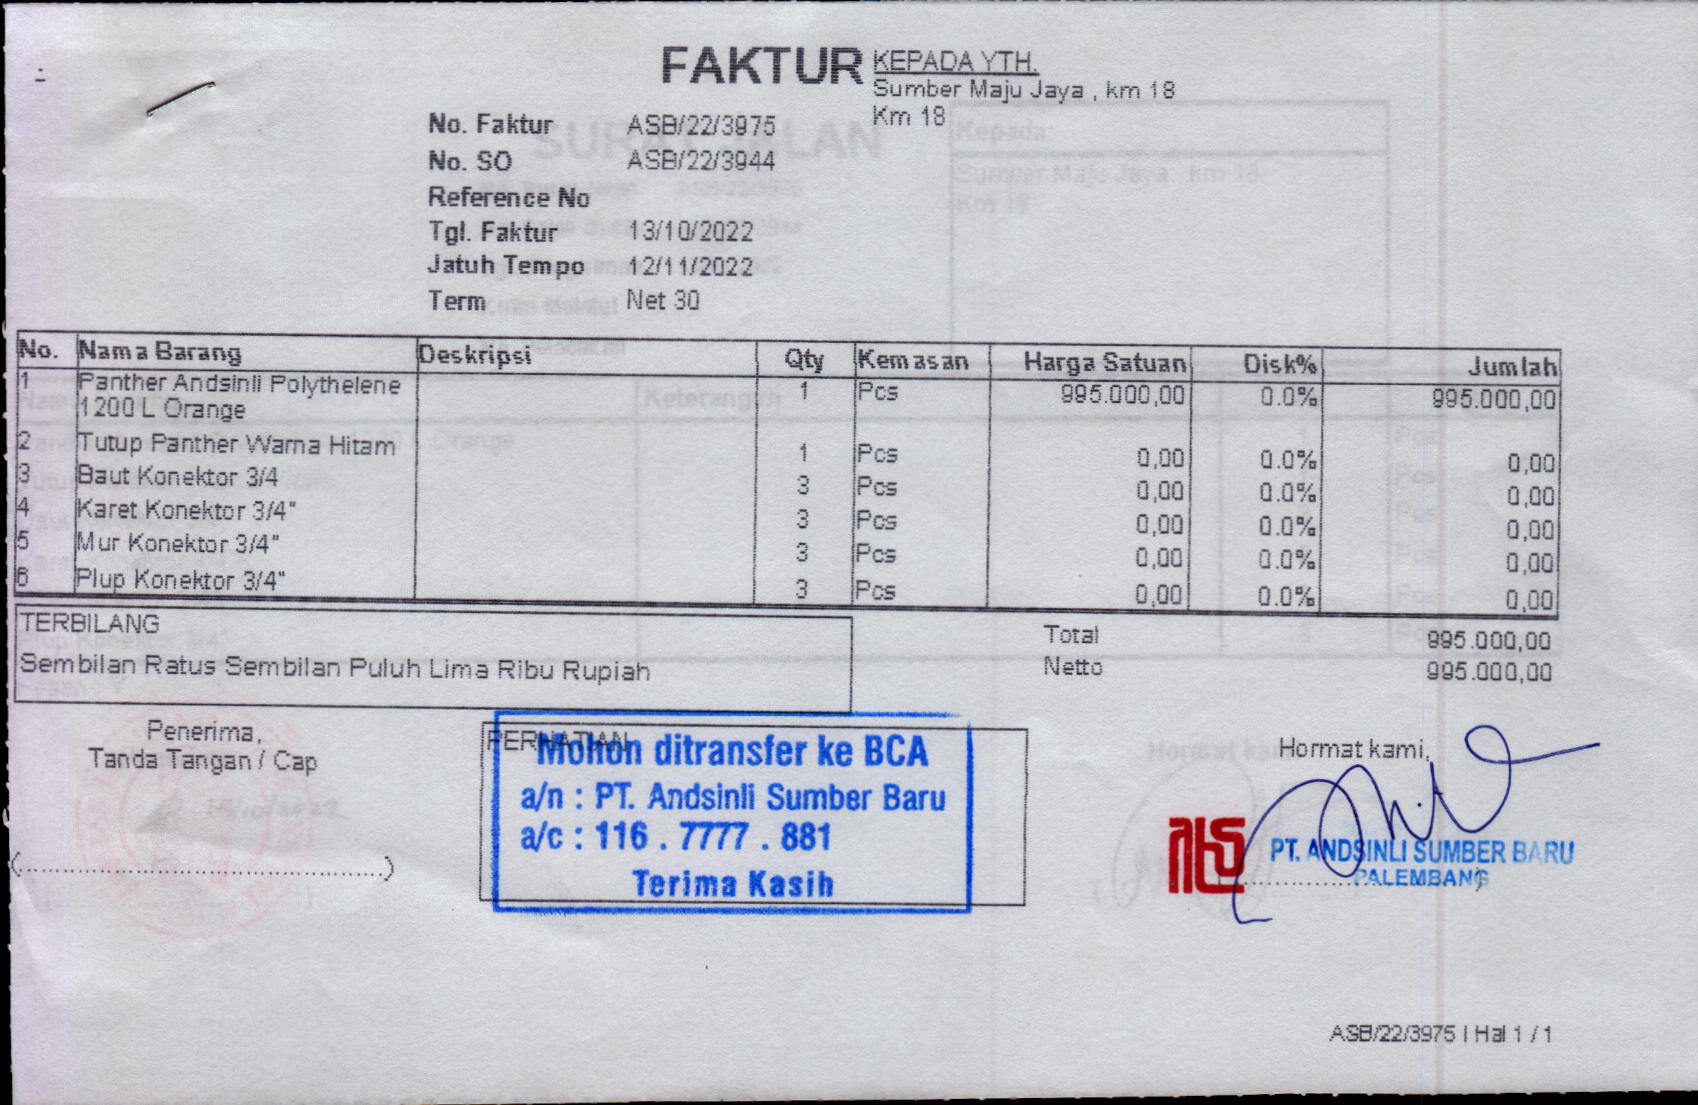 FAKTUR
KEPADA YTH.
Sumber Maju Jaya , km 18
Km 18
No. Faktur ASB/22/3975
No. SO ASB/22/3944
Reference No
Tgl. Faktur 13/10/2022
Jatuh Tempo 12/11/2022
Term Net 30
No. Nama Barang Deskripsi Qty Kemasan Harga Satuan Disk% Jumlah
1 Panther Andsinli Polythelene 1 Pcs 995.000,00 0.0% 995.000,00
1200 L Orange
2 Tutup Panther Warna Hitam 1 Pcs 0,00 0.0% 0,00
3 Baut Konektor 3/4 3 Pcs 0,00 0.0% 0,00
4 Karet Konektor 3/4" 3 Pcs 0,00 0.0% 0,00
5 Mur Konektor 3/4" 3 Pcs 0,00 0.0% 0,00
6 Plup Konektor 3/4" 3 Pcs 0,00 0.0% 0,00
TERBILANG
Sembilan Ratus Sembilan Puluh Lima Ribu Rupiah
Total 995.000,00
Netto 995.000,00
Penerima,
Tanda Tangan / Cap
PERHATIAN
Mohon ditransfer ke BCA
a/n : PT. Andsinli Sumber Baru
a/c : 116 . 7777 . 881
Terima Kasih
Hormat kami,
PT. ANDSINLI SUMBER BARU
PALEMBANG
ASB/22/3975 | Hal 1 / 1